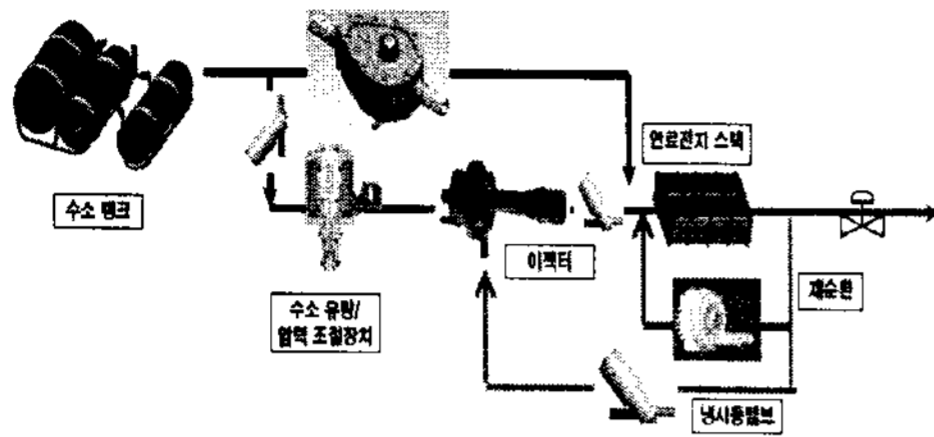 수소 탱크
연료전지 스택
이젝터
수소 유량/
압력 조절장치
재순환
냉시동밸브